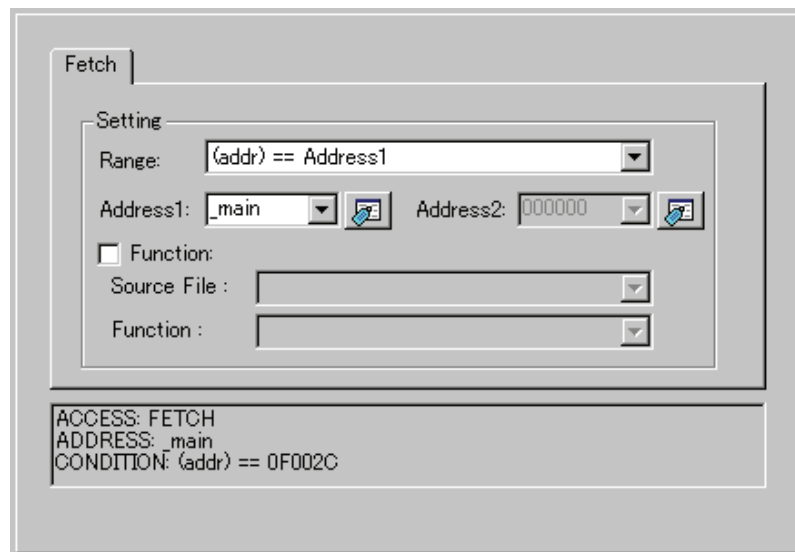 Fetch
Setting
Range: (addr) == Address1
Address1: _main Address2: 000000
Function:
Source File :
Function :
ACCESS: FETCH
ADDRESS: _main
CONDITION: (addr) == 0F002C